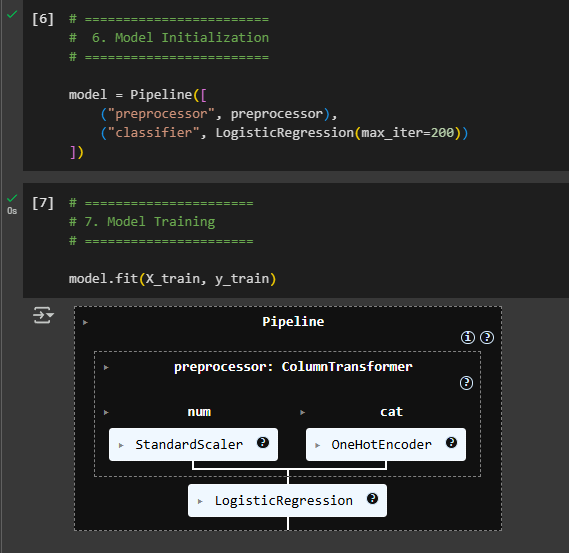 [6] # ========================
#  6. Model Initialization
# ========================
model = Pipeline([
("preprocessor", preprocessor),
("classifier", LogisticRegression(max_iter=200))
])
[7] # ======================
0s
# 7. Model Training
# ======================
model.fit(X_train, y_train)
Pipeline
i ?
preprocessor: ColumnTransformer
?
num cat
StandardScaler ? OneHotEncoder ?
LogisticRegression ?